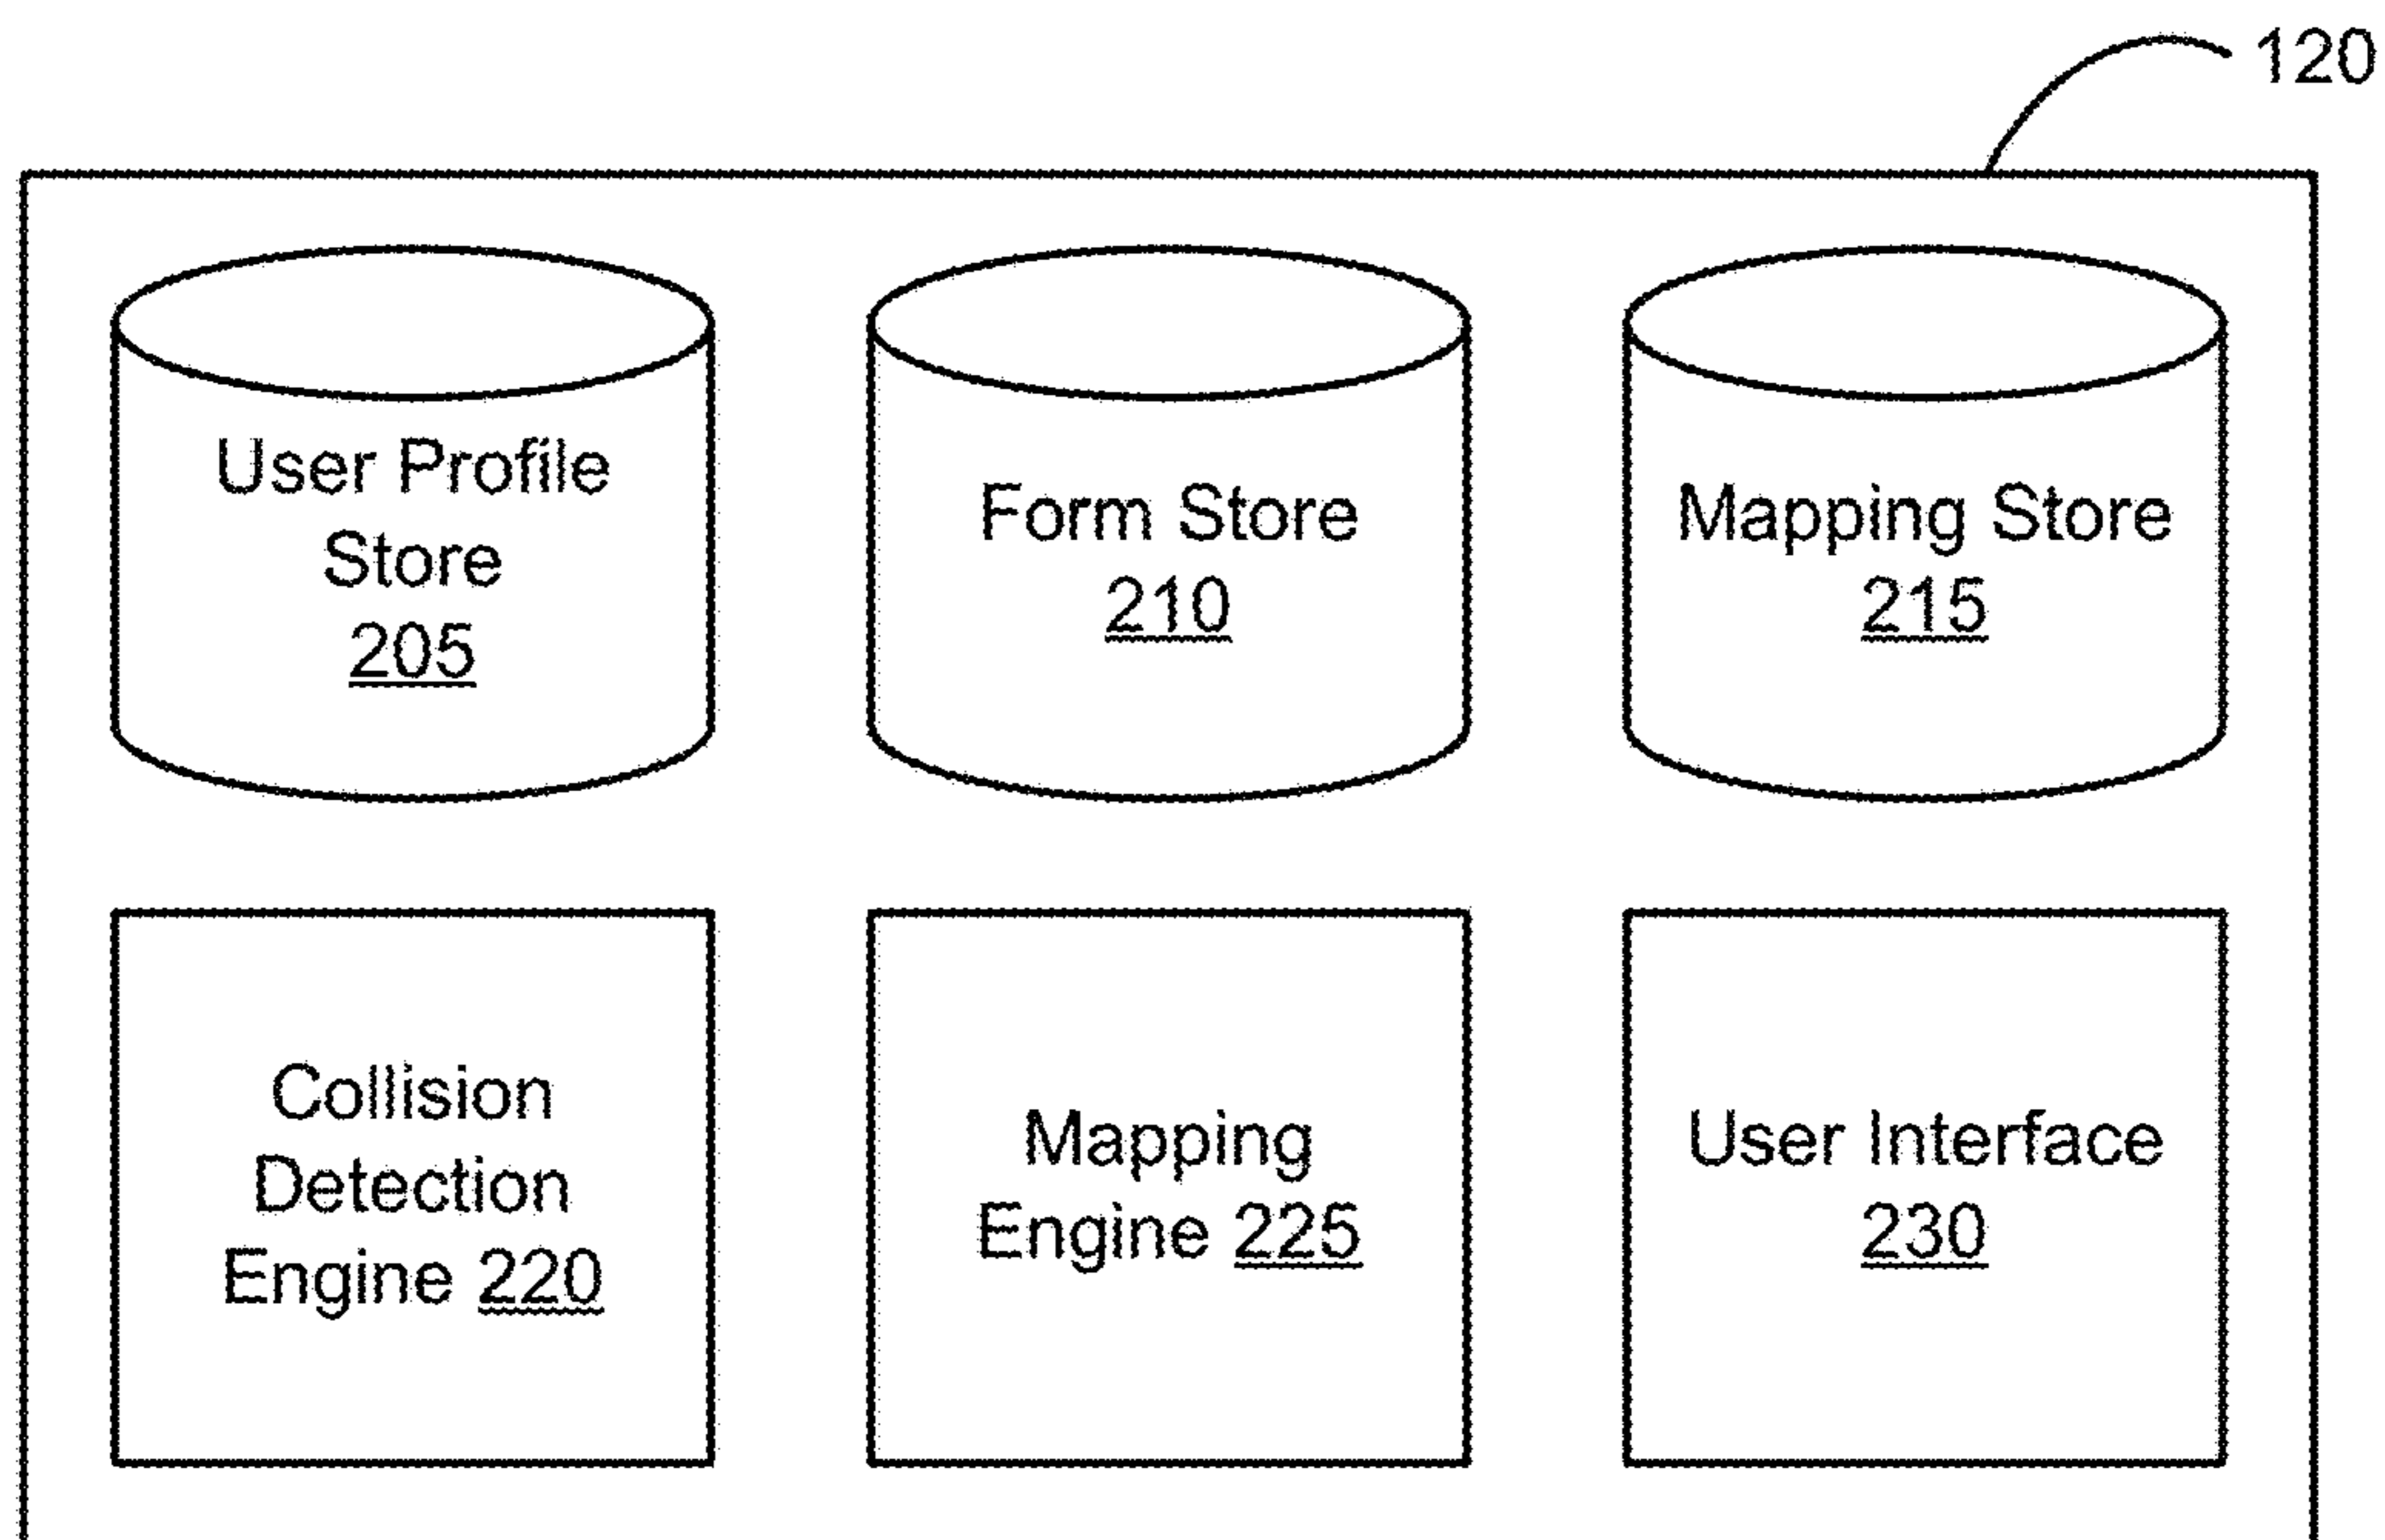 120
User Profile
Store
205
Form Store
210
Mapping Store
215
Collision
Detection
Engine 220
Mapping
Engine 225
User Interface
230